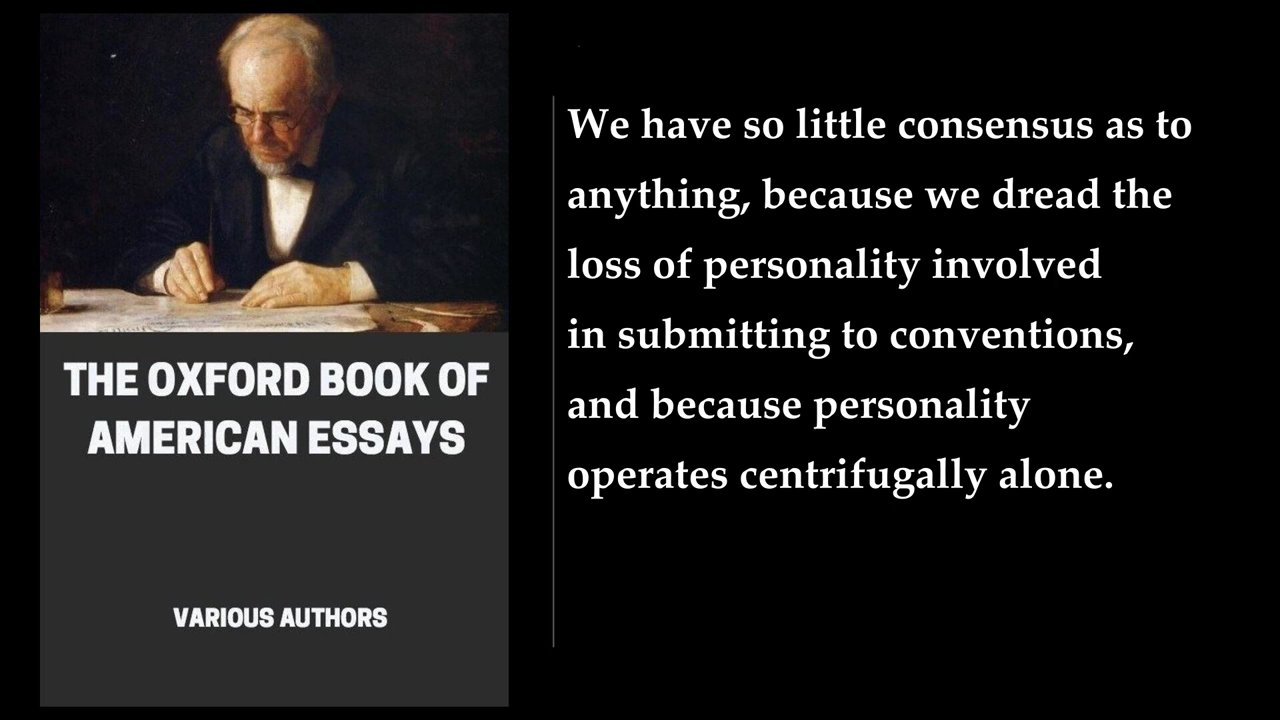 THE OXFORD BOOK OF
AMERICAN ESSAYS
VARIOUS AUTHORS
We have so little consensus as to
anything, because we dread the
loss of personality involved
in submitting to conventions,
and because personality
operates centrifugally alone.